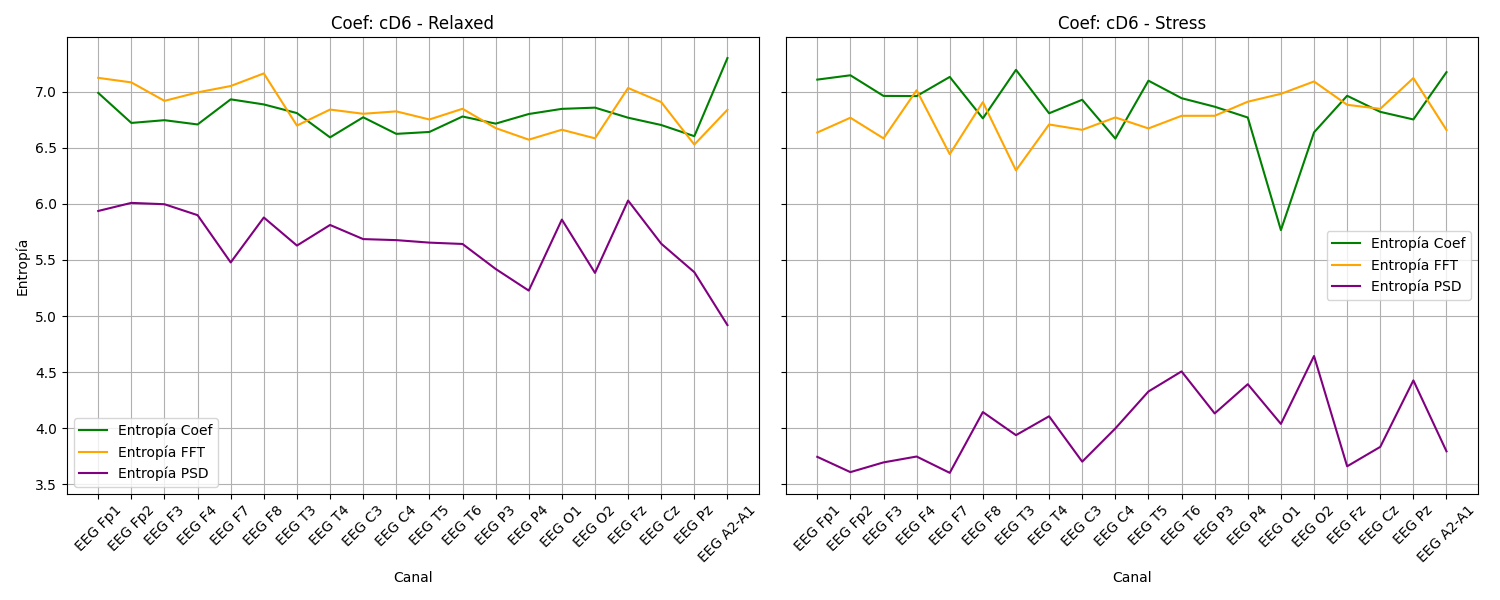 Coef: cD6 - Relaxed
Entropía
7.0
6.5
6.0
5.5
5.0
4.5
4.0
3.5
Entropía Coef
Entropía FFT
Entropía PSD
EEG Fp1
EEG Fp2
EEG F3
EEG F4
EEG F7
EEG F8
EEG T3
EEG T4
EEG C3
EEG C4
EEG T5
EEG T6
EEG P3
EEG P4
EEG O1
EEG O2
EEG Fz
EEG Cz
EEG Pz
EEG A2-A1
Canal
Coef: cD6 - Stress
Entropía Coef
Entropía FFT
Entropía PSD
EEG Fp1
EEG Fp2
EEG F3
EEG F4
EEG F7
EEG F8
EEG T3
EEG T4
EEG C3
EEG C4
EEG T5
EEG T6
EEG P3
EEG P4
EEG O1
EEG O2
EEG Fz
EEG Cz
EEG Pz
EEG A2-A1
Canal